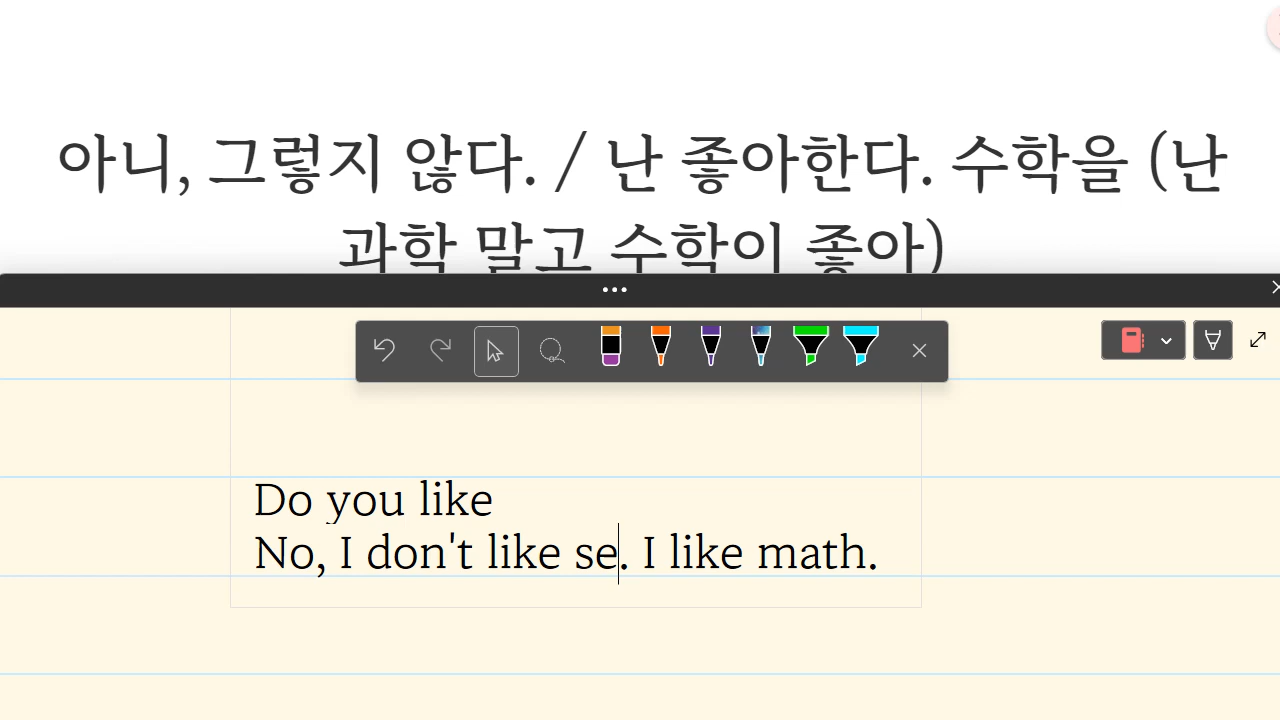 아니, 그렇지 않다. / 난 좋아한다. 수학을 (난
과학 말고 수학이 좋아)
Do you like
No, I don't like se. I like math.